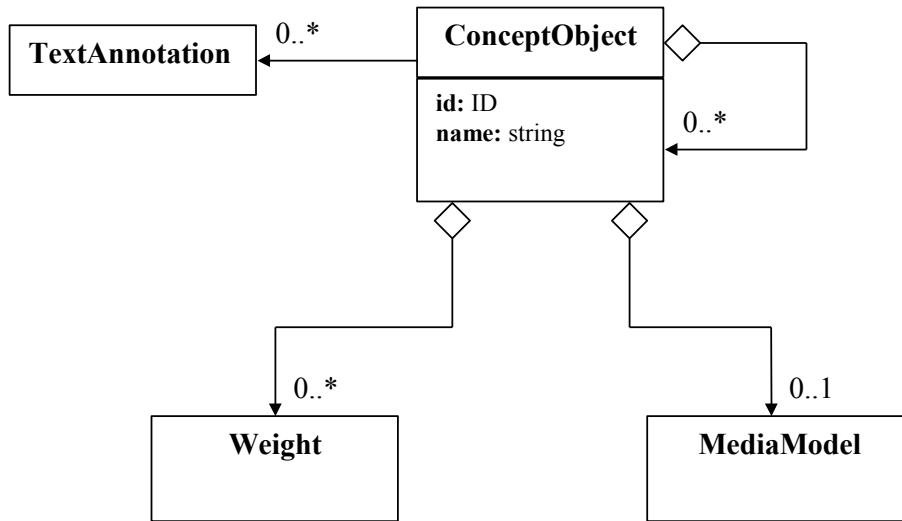 0..*
ConceptObject
TextAnnotation
id: ID
name: string
0..*
0..*
0..1
Weight
MediaModel